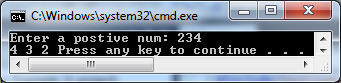 C:\Windows\system32\cmd.exe
Enter a postive num: 234
4 3 2 Press any key to continue . . .